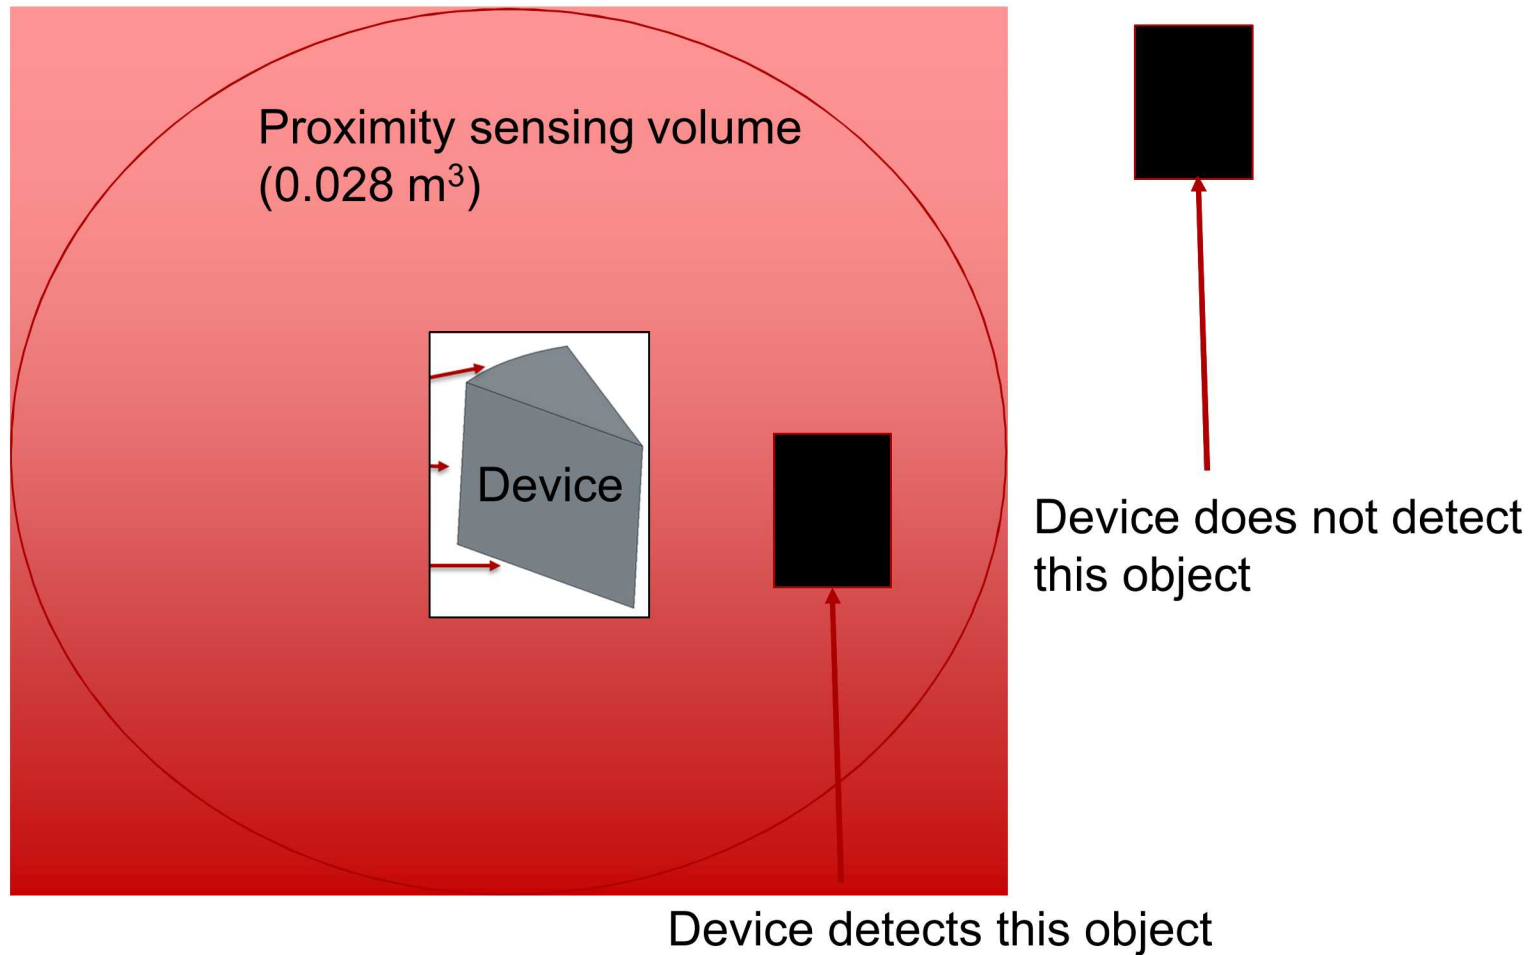 Proximity sensing volume
(0.028 m³)
Device
Device does not detect
this object
Device detects this object